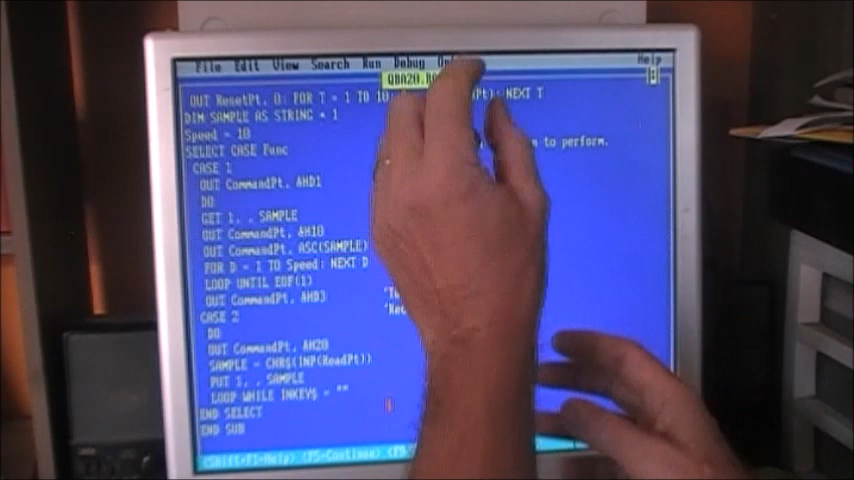 File Edit View Search Run Debug Help
QBA20.BA
OUT ResetPt, 0: FOR T = 1 TO 10 Pt): NEXT T
DIM SAMPLE AS STRING * 1
Speed = 10
SELECT CASE Func to perform.
CASE 1
OUT CommandPt, &HD1
DO
GET 1, , SAMPLE
OUT CommandPt, &H10
OUT CommandPt, ASC(SAMPLE)
FOR D = 1 TO Speed: NEXT D
LOOP UNTIL EOF(1)
OUT CommandPt, &HD3
CASE 2
DO
OUT CommandPt, &H20
SAMPLE = CHR$(INP(ReadPt))
PUT 1, , SAMPLE
LOOP WHILE INKEY$ = ""
END SELECT
END SUB
<Shift+F1=Help> <F5=Continue> <F9